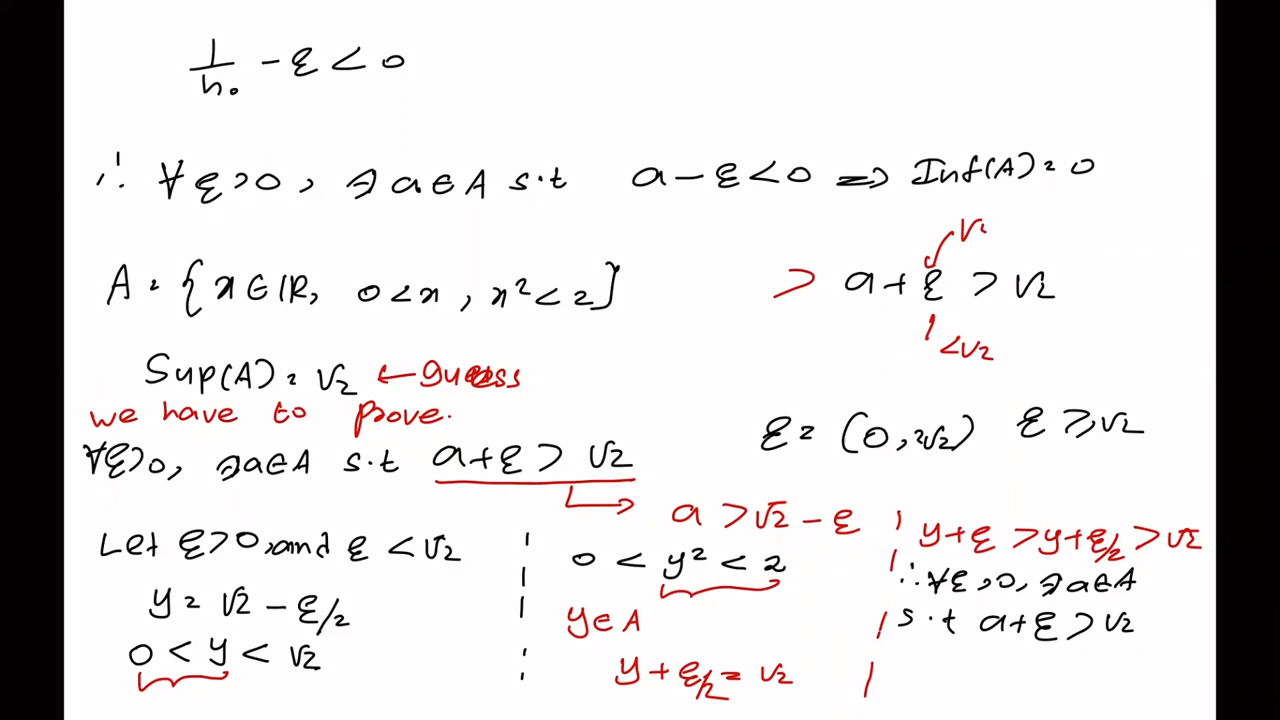 1/n₀ - ε < 0
∴ ∀ε>0, ∃ a∈A s.t a - ε < 0 ⇒ Inf(A) = 0
A = {x∈ℝ, 0<x, x²<2}
> a+ε > √2
<√2
Sup(A) = √2 ← guess
we have to prove.
∀ε>0, ∃a∈A s.t a+ε > √2
ε = (0, √2) ε ≥ √2
a > √2 - ε
Let ε>0, and ε < √2
y = √2 - ε/2
0 < y < √2
0 < y² < 2
y∈A
y + ε/2 = √2
y+ε > y+ε/2 > √2
∴ ∀ε>0, ∃a∈A
s.t a+ε > √2